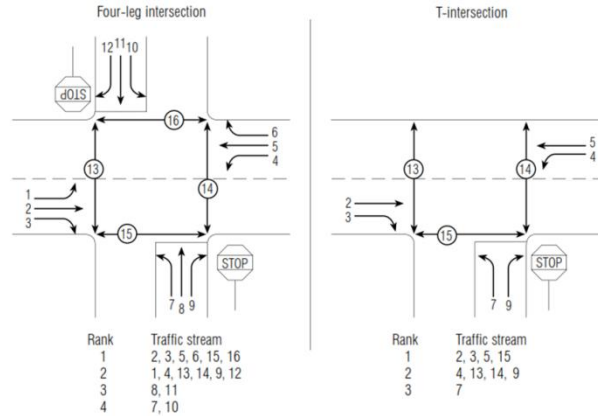 Four-leg intersection
T-intersection
12 11 10
STOP
16
6
5
4
5
4
13
14
13
14
1
2
3
2
3
15
15
STOP
STOP
7 8 9
7 9
Rank Traffic stream
1 2, 3, 5, 6, 15, 16
2 1, 4, 13, 14, 9, 12
3 8, 11
4 7, 10
Rank Traffic stream
1 2, 3, 5, 15
2 4, 13, 14, 9
3 7